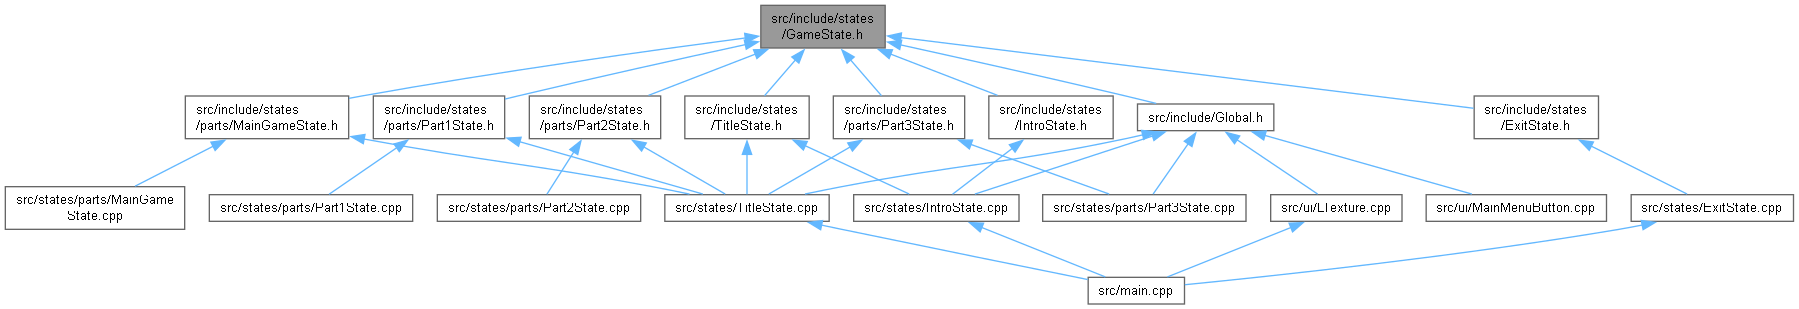 src/include/states
/GameState.h
src/include/states
/parts/MainGameState.h
src/include/states
/parts/Part1State.h
src/include/states
/parts/Part2State.h
src/include/states
/TitleState.h
src/include/states
/parts/Part3State.h
src/include/states
/IntroState.h
src/include/Global.h
src/include/states
/ExitState.h
src/states/parts/MainGame
State.cpp
src/states/parts/Part1State.cpp
src/states/parts/Part2State.cpp
src/states/TitleState.cpp
src/states/IntroState.cpp
src/states/parts/Part3State.cpp
src/ui/LTexture.cpp
src/ui/MainMenuButton.cpp
src/states/ExitState.cpp
src/main.cpp